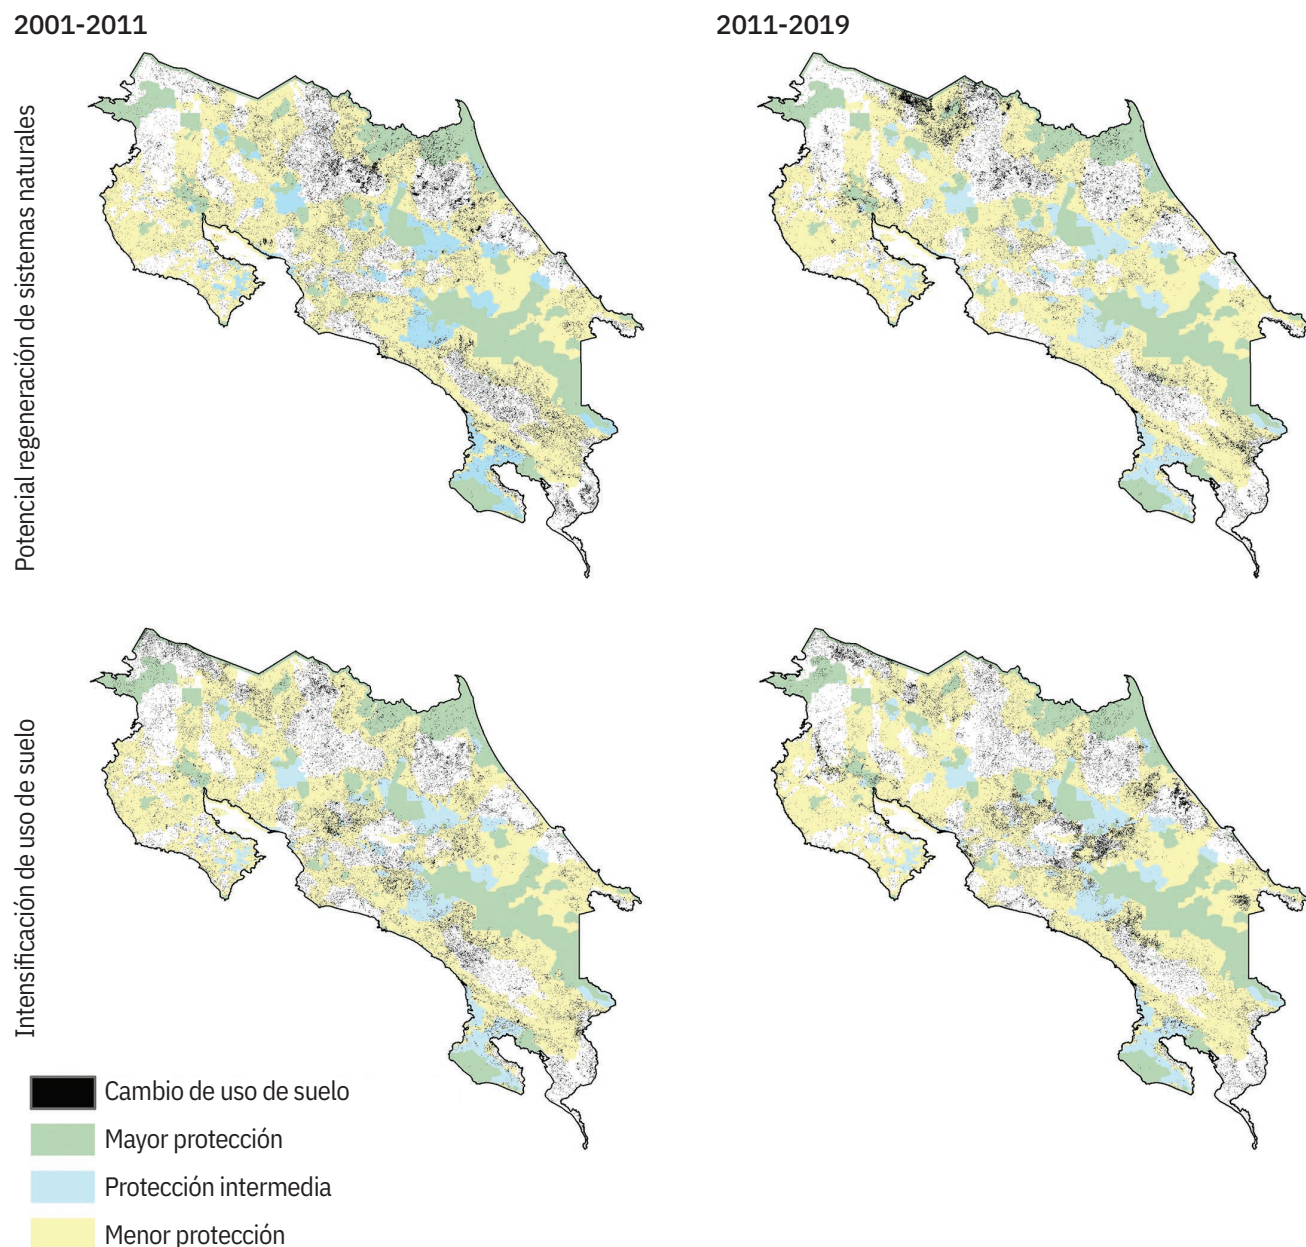 2001-2011
2011-2019
Potencial regeneración de sistemas naturales
Intensificación de uso de suelo
Cambio de uso de suelo
Mayor protección
Protección intermedia
Menor protección